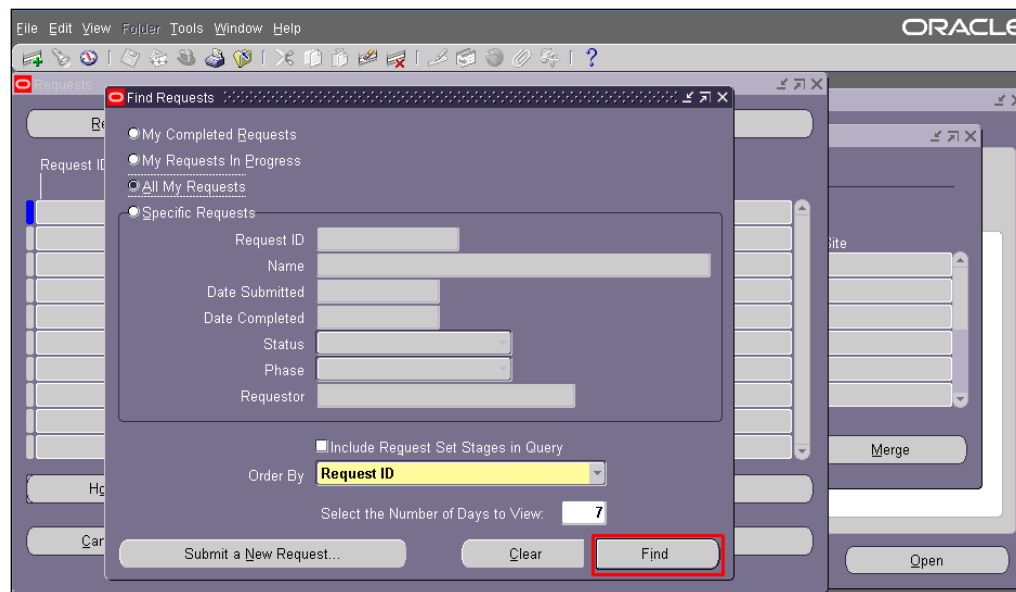 File Edit View Folder Tools Window Help
ORACLE
Requests
Find Requests
My Completed Requests
My Requests In Progress
Request ID
All My Requests
Specific Requests
Request ID
Site
Name
Date Submitted
Date Completed
Status
Phase
Requestor
Include Request Set Stages in Query
Merge
Order By Request ID
Select the Number of Days to View: 7
Submit a New Request... Clear Find
Open